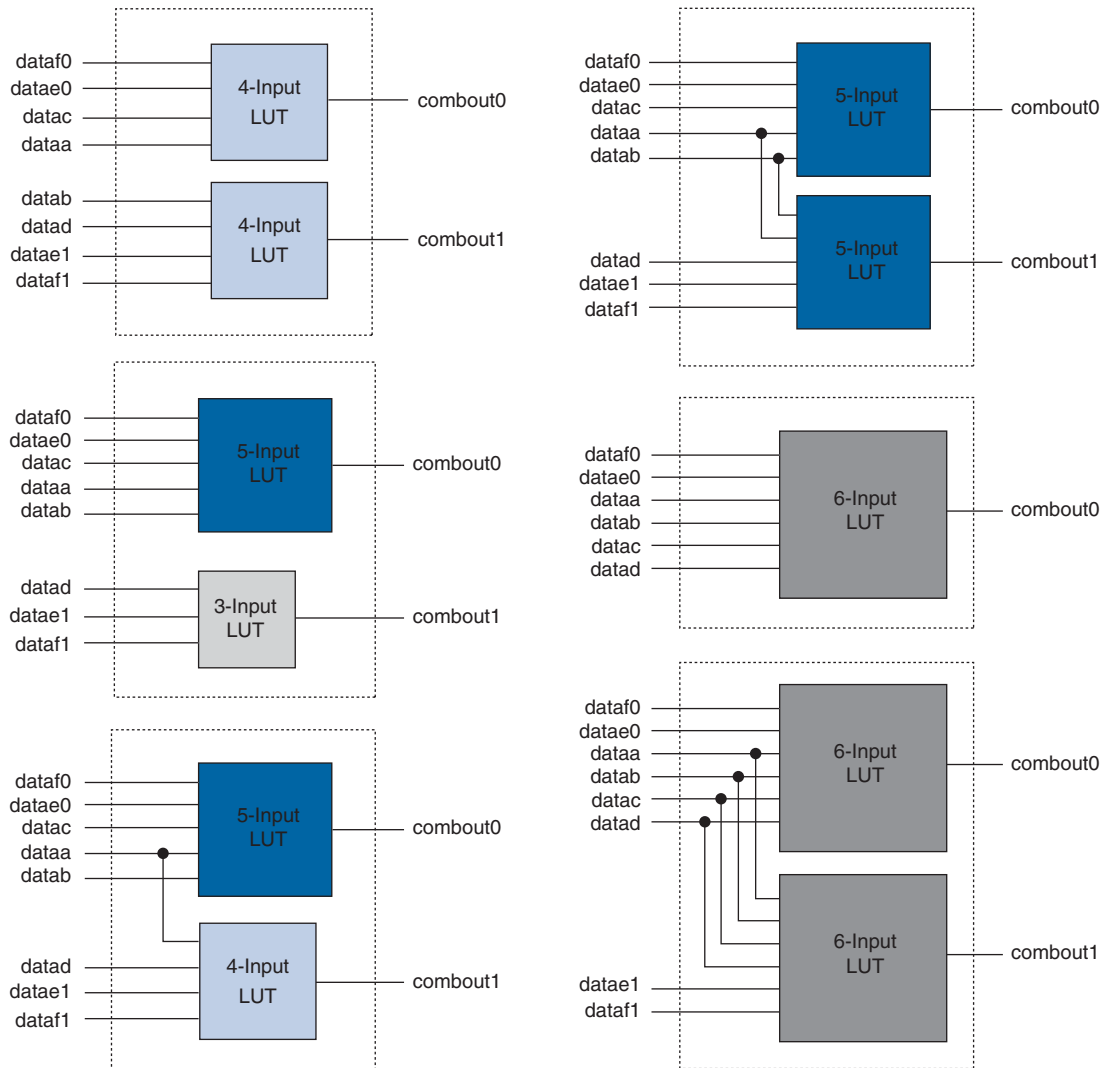 dataf0
datae0
datac
dataa
4-Input
LUT
combout0
datab
datad
datae1
dataf1
4-Input
LUT
combout1
dataf0
datae0
datac
dataa
datab
5-Input
LUT
combout0
datad
datae1
dataf1
3-Input
LUT
combout1
dataf0
datae0
datac
dataa
datab
5-Input
LUT
combout0
datad
datae1
dataf1
4-Input
LUT
combout1
dataf0
datae0
datac
dataa
datab
5-Input
LUT
combout0
datad
datae1
dataf1
5-Input
LUT
combout1
dataf0
datae0
dataa
datab
datac
datad
6-Input
LUT
combout0
dataf0
datae0
dataa
datab
datac
datad
6-Input
LUT
combout0
datae1
dataf1
6-Input
LUT
combout1